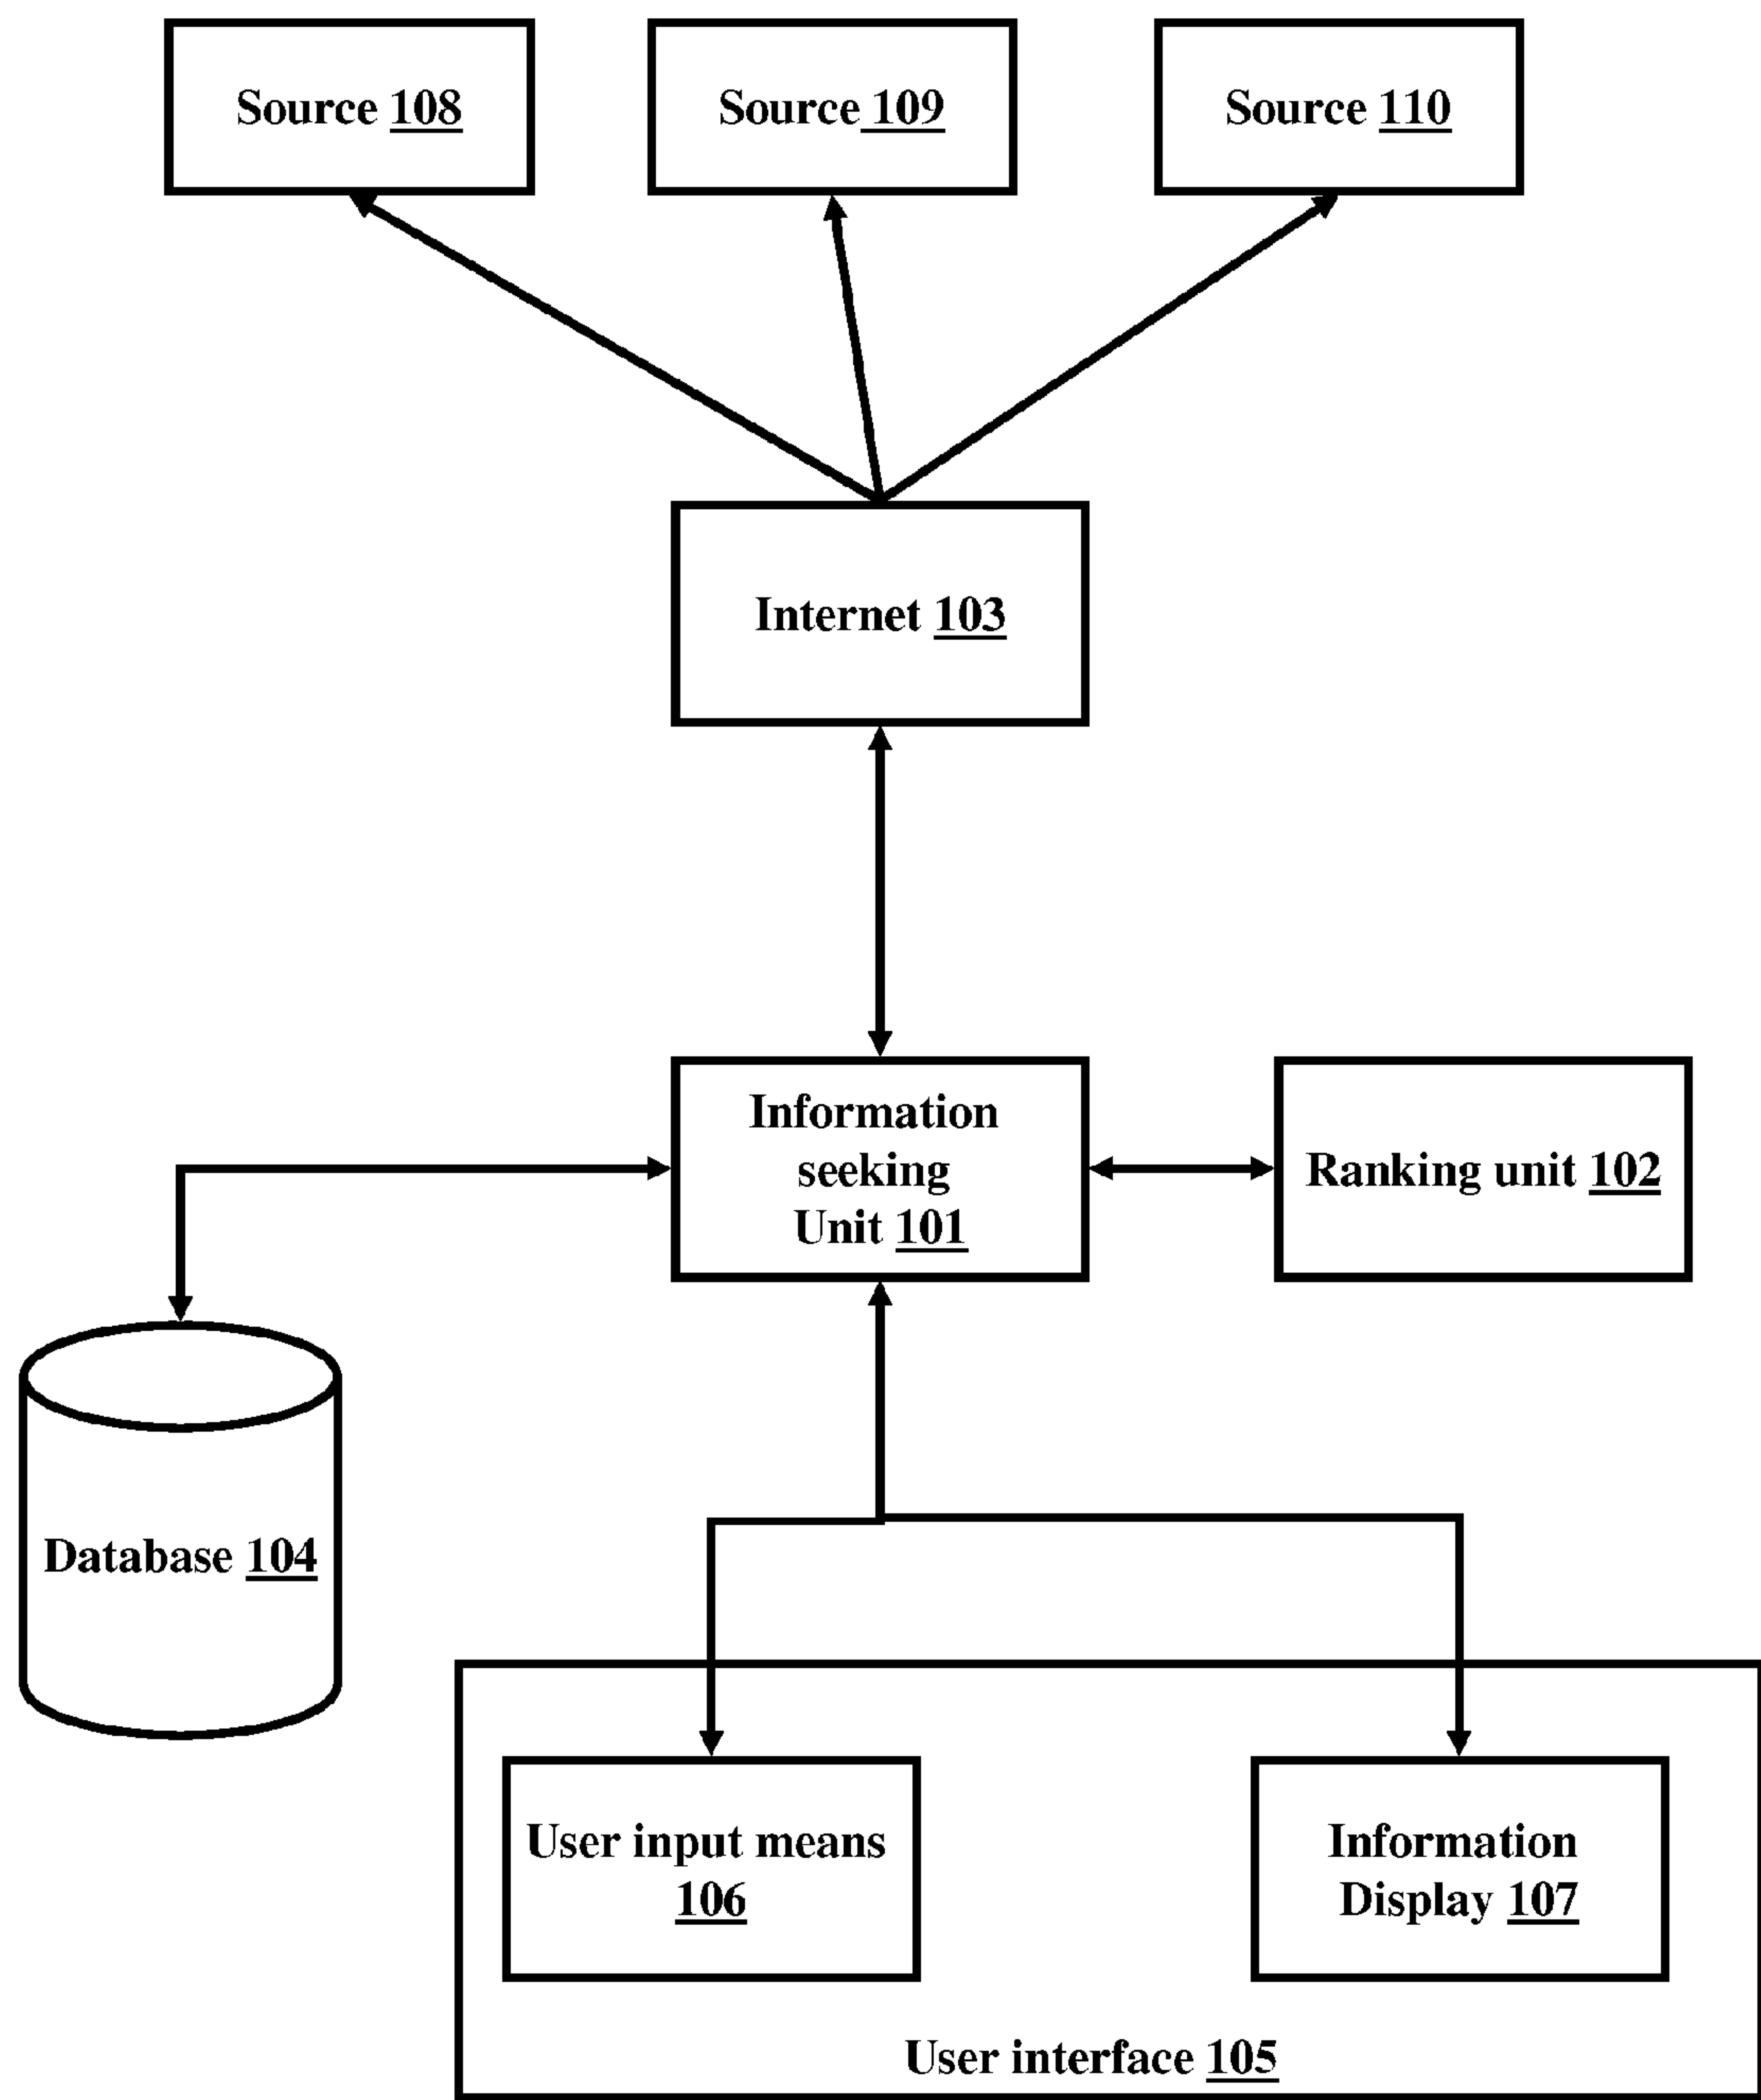 Source 108
Source 109
Source 110
Internet 103
Information
seeking
Unit 101
Ranking unit 102
Database 104
User input means
106
Information
Display 107
User interface 105